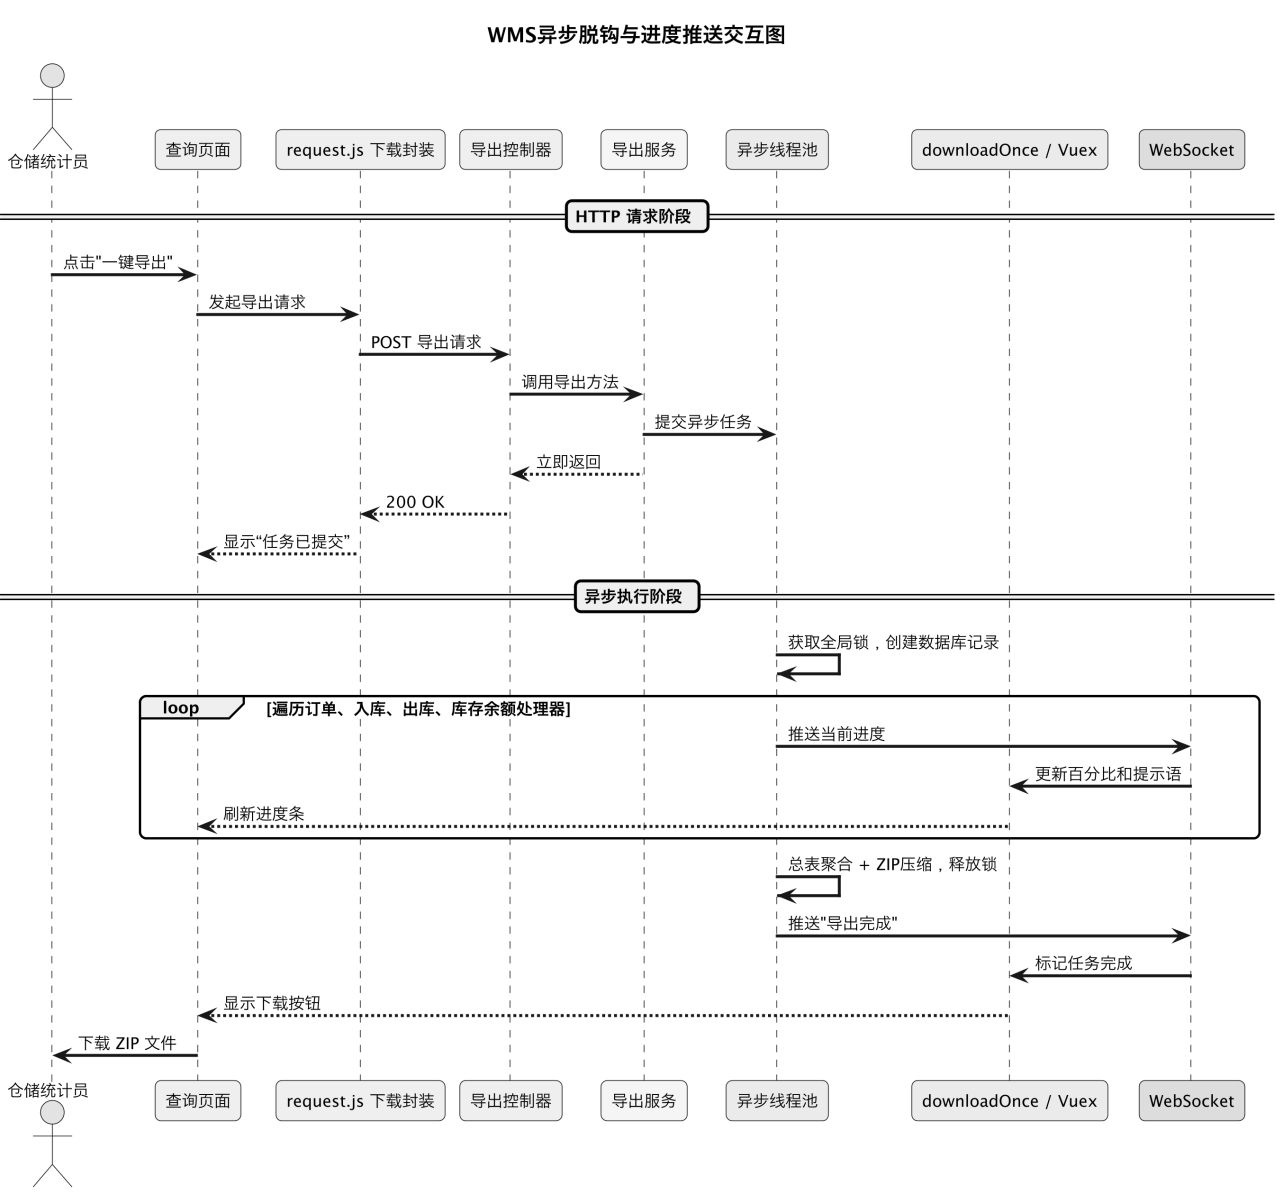 WMS异步脱钩与进度推送交互图
仓储统计员
查询页面
request.js 下载封装
导出控制器
导出服务
异步线程池
downloadOnce / Vuex
WebSocket
HTTP 请求阶段
点击"一键导出"
发起导出请求
POST 导出请求
调用导出方法
提交异步任务
立即返回
200 OK
显示“任务已提交”
异步执行阶段
获取全局锁，创建数据库记录
loop
[遍历订单、入库、出库、库存余额处理器]
推送当前进度
更新百分比和提示语
刷新进度条
总表聚合 + ZIP压缩，释放锁
推送"导出完成"
标记任务完成
显示下载按钮
下载 ZIP 文件
仓储统计员
查询页面
request.js 下载封装
导出控制器
导出服务
异步线程池
downloadOnce / Vuex
WebSocket